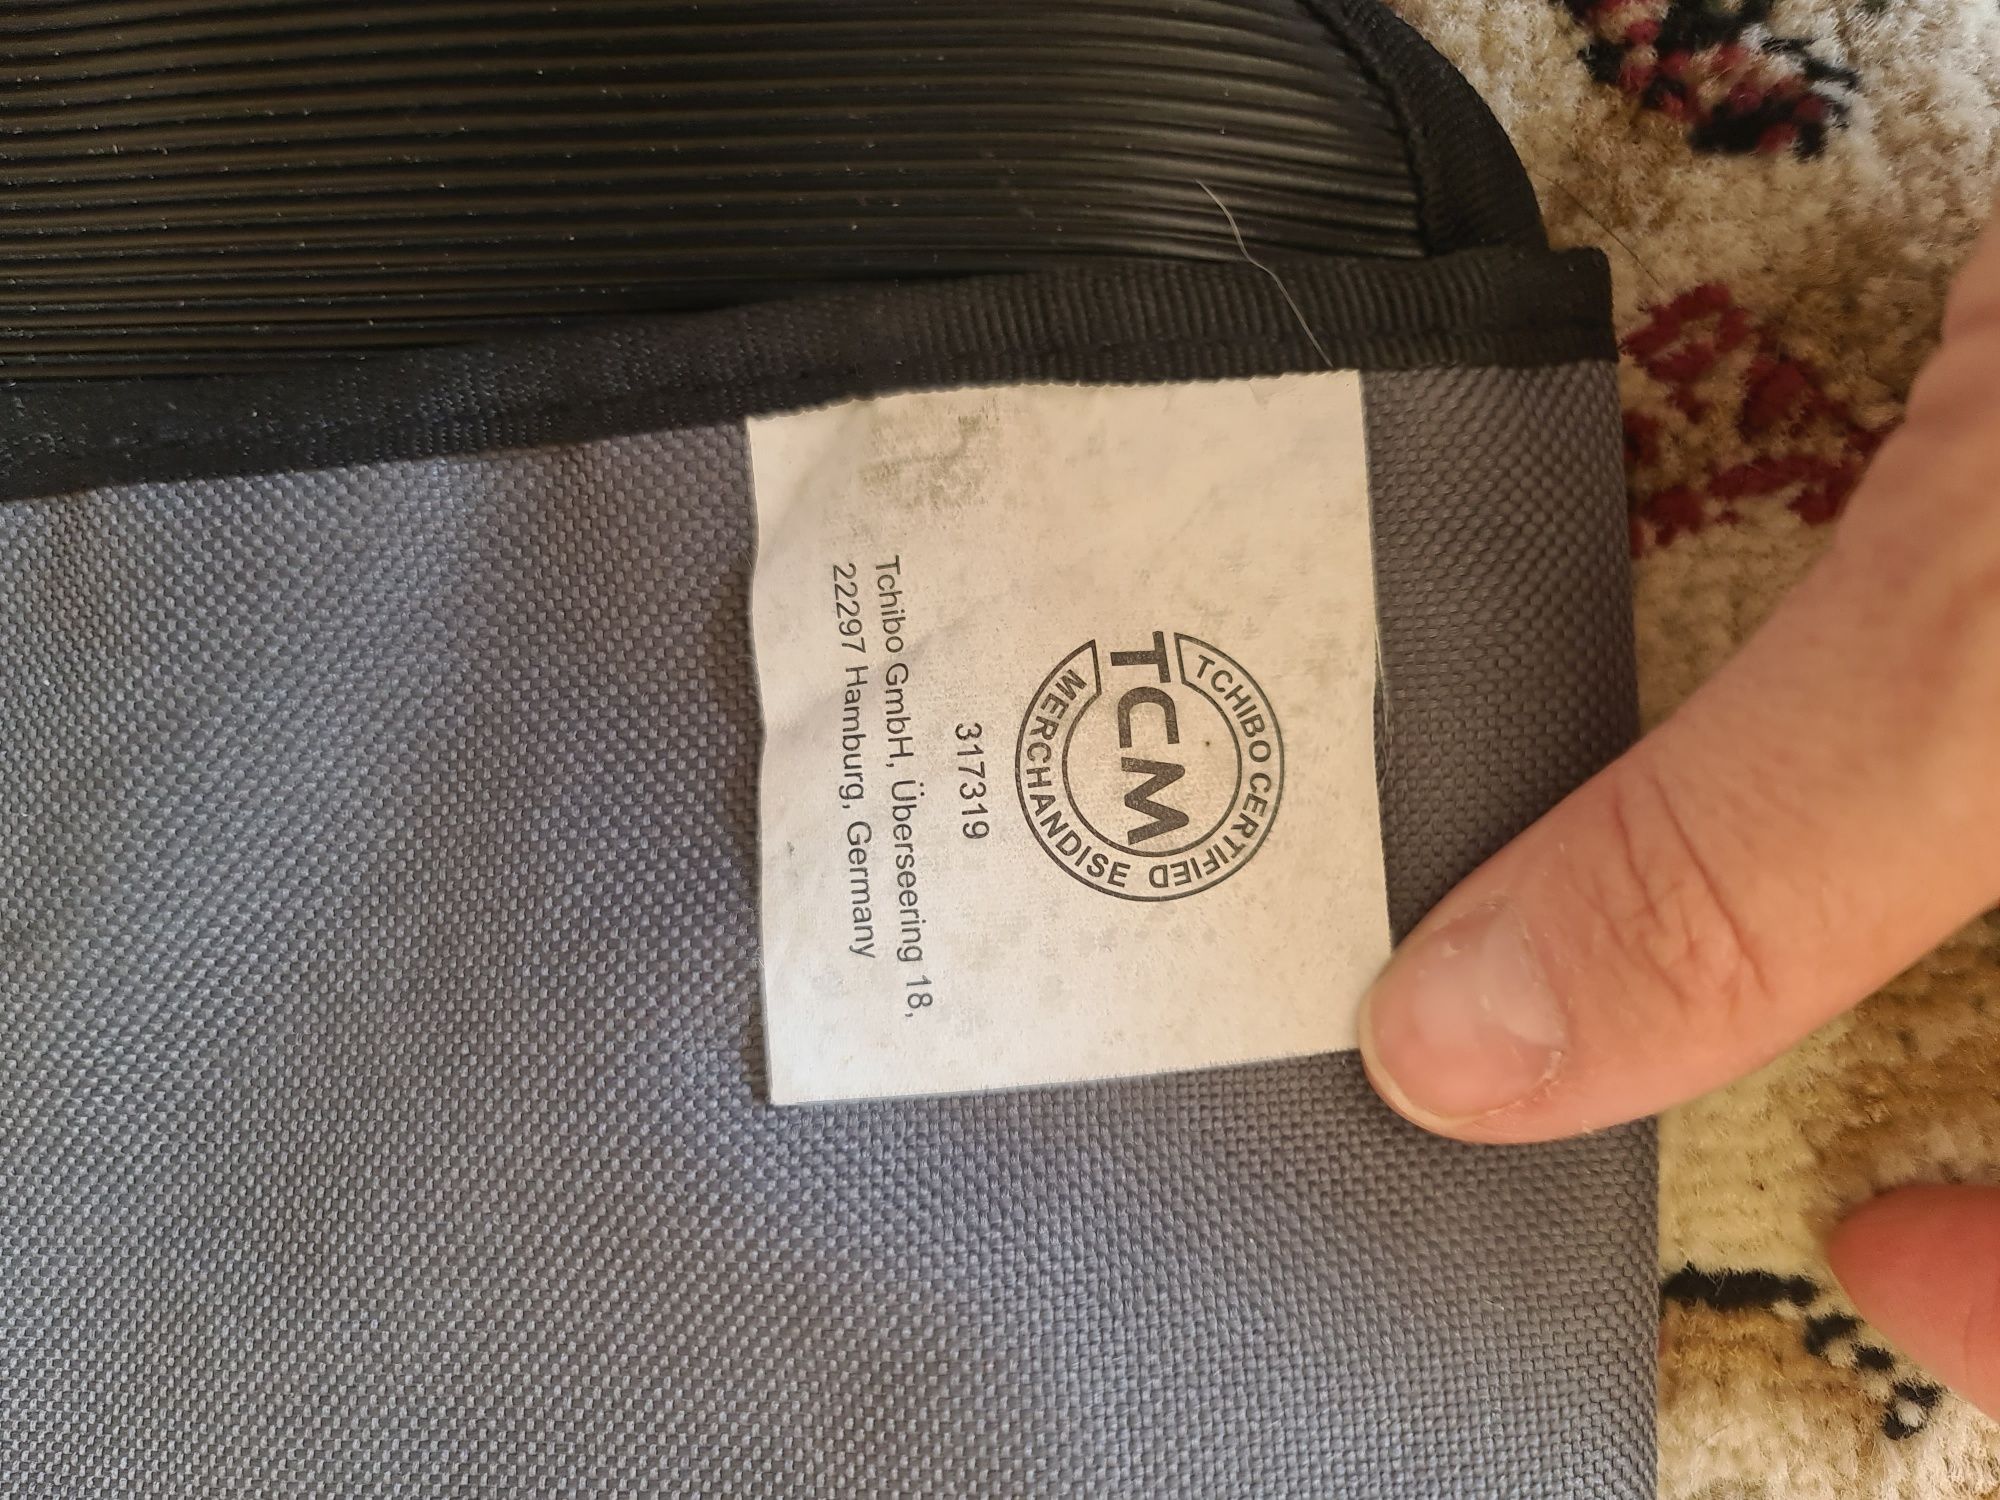 TCHIBO CERTIFIED
TCM
MERCHANDISE
317319
Tchibo GmbH, Überseering 18,
22297 Hamburg, Germany